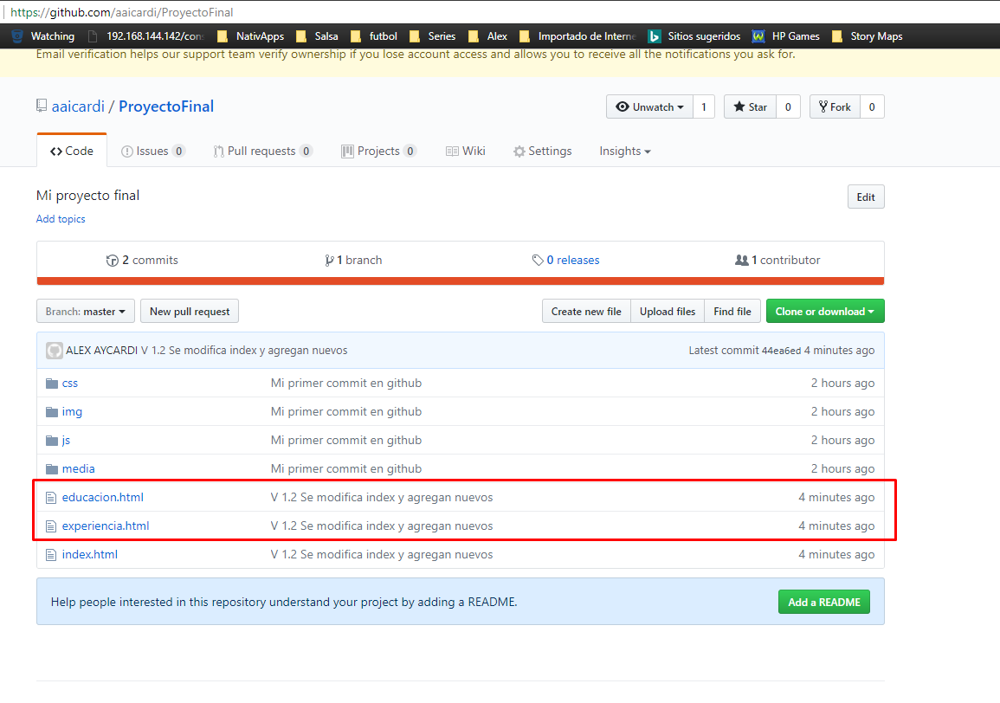 https://github.com/aaicardi/ProyectoFinal
Watching 192.168.144.142/con NativApps Salsa futbol Series Alex Importado de Interne Sitios sugeridos HP Games Story Maps
Email verification helps our support team verify ownership if you lose account access and allows you to receive all the notifications you ask for.
aaicardi / ProyectoFinal Unwatch 1 Star 0 Fork 0
Code Issues 0 Pull requests 0 Projects 0 Wiki Settings Insights
Mi proyecto final Edit
Add topics
2 commits 1 branch 0 releases 1 contributor
Branch: master New pull request Create new file Upload files Find file Clone or download
ALEX AYCARDI V 1.2 Se modifica index y agregan nuevos Latest commit 44ea6ed 4 minutes ago
css Mi primer commit en github 2 hours ago
img Mi primer commit en github 2 hours ago
js Mi primer commit en github 2 hours ago
media Mi primer commit en github 2 hours ago
educacion.html V 1.2 Se modifica index y agregan nuevos 4 minutes ago
experiencia.html V 1.2 Se modifica index y agregan nuevos 4 minutes ago
index.html V 1.2 Se modifica index y agregan nuevos 4 minutes ago
Help people interested in this repository understand your project by adding a README. Add a README